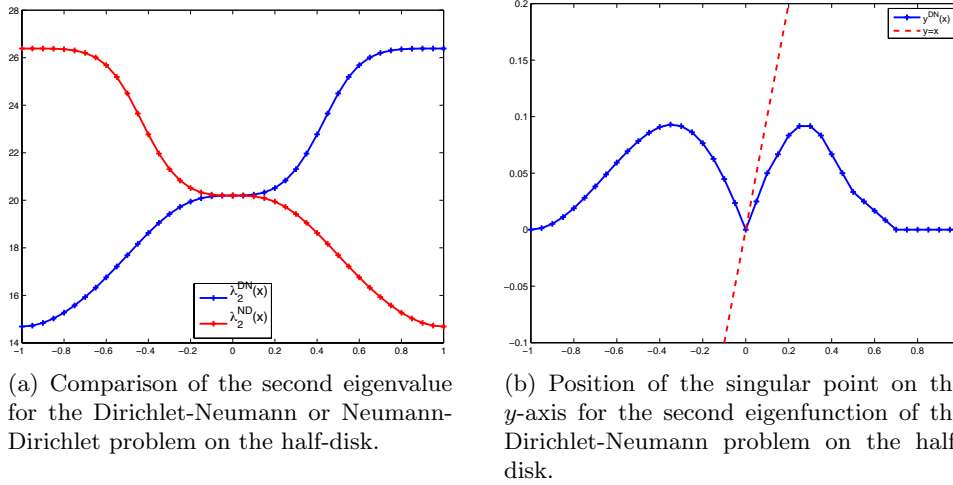 28
26
24
22
20
18
16
14
−1 −0.8 −0.6 −0.4 −0.2 0 0.2 0.4 0.6 0.8 1
λ₂^DN(x)
λ₂^ND(x)
(a) Comparison of the second eigenvalue
for the Dirichlet-Neumann or Neumann-
Dirichlet problem on the half-disk.
0.2
0.15
0.1
0.05
0
−0.05
−0.1
−1 −0.8 −0.6 −0.4 −0.2 0 0.2 0.4 0.6 0.8
y^DN(x)
y=x
(b) Position of the singular point on th
y-axis for the second eigenfunction of th
Dirichlet-Neumann problem on the half
disk.